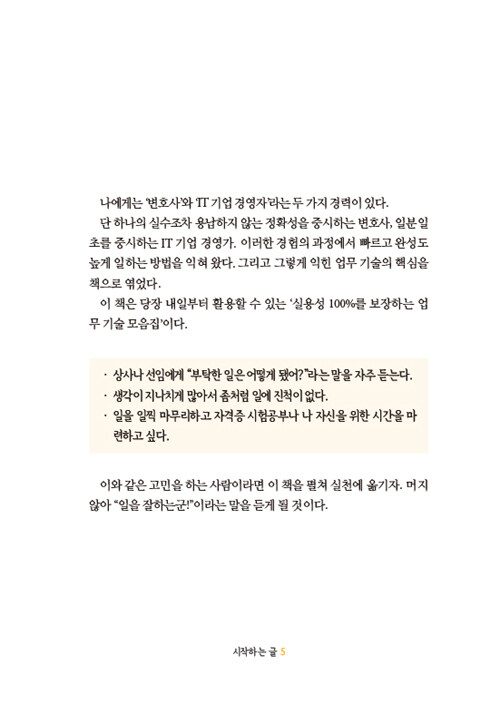 나에게는 ‘변호사’와 ‘IT 기업 경영자’라는 두 가지 경력이 있다.
단 하나의 실수조차 용납하지 않는 정확성을 중시하는 변호사, 일분일
초를 중시하는 IT 기업 경영가. 이러한 경험의 과정에서 빠르고 완성도
높게 일하는 방법을 익혀 왔다. 그리고 그렇게 익힌 업무 기술의 핵심을
책으로 엮었다.
이 책은 당장 내일부터 활용할 수 있는 ‘실용성 100%를 보장하는 업
무 기술 모음집’이다.
· 상사나 선임에게 “부탁한 일은 어떻게 됐어?”라는 말을 자주 듣는다.
· 생각이 지나치게 많아서 좀처럼 일에 진척이 없다.
· 일을 일찍 마무리하고 자격증 시험공부나 나 자신을 위한 시간을 마
련하고 싶다.
이와 같은 고민을 하는 사람이라면 이 책을 펼쳐 실천에 옮기자. 머지
않아 “일을 잘하는군!”이라는 말을 듣게 될 것이다.
시작하는 글 5